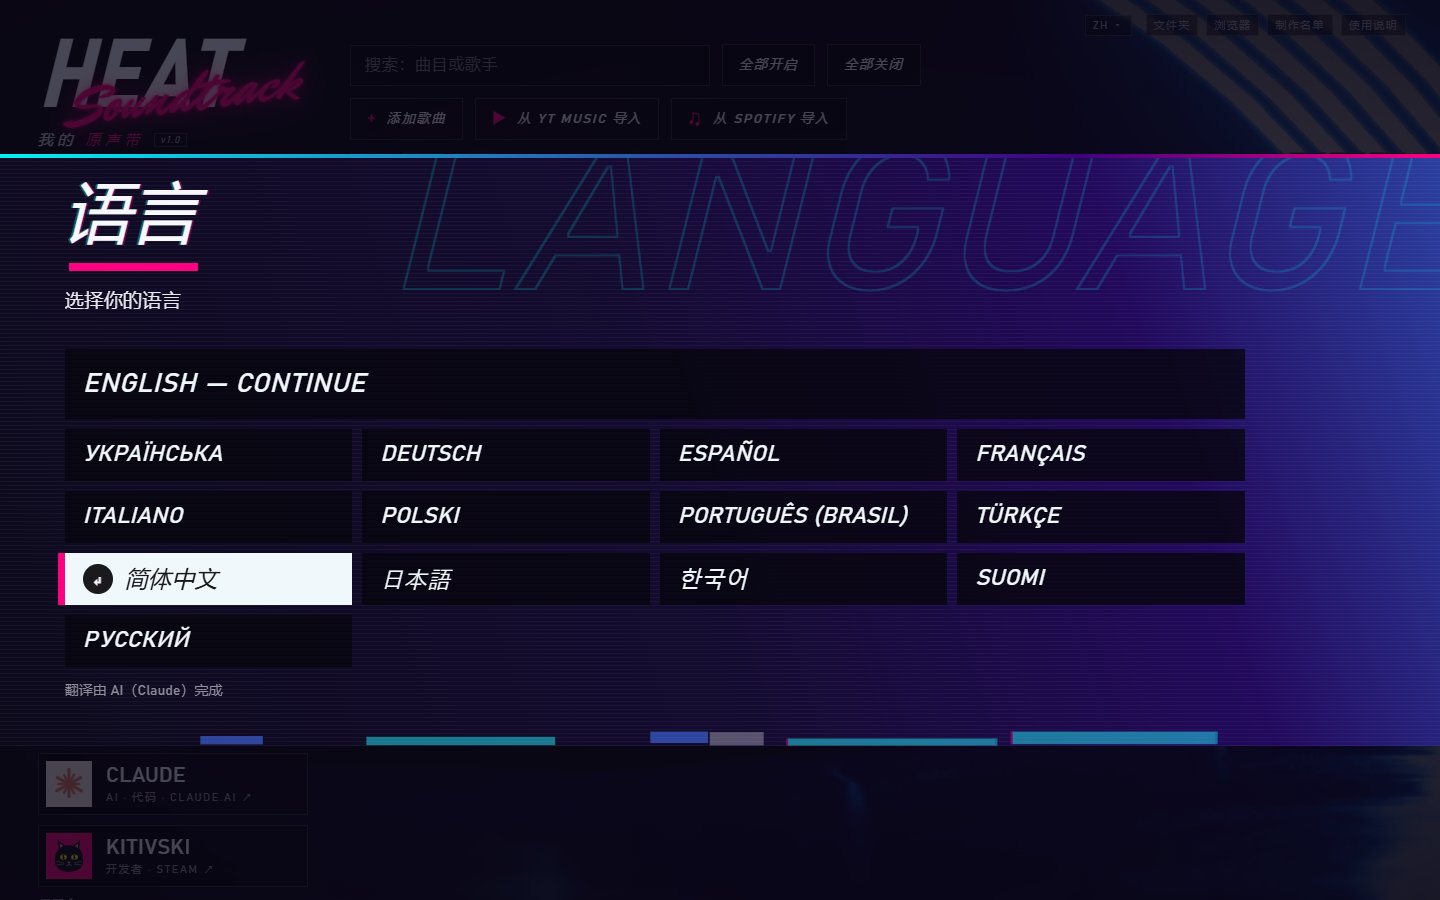 HEAT
Soundtrack
我的 原声带 v1.0
搜索：曲目或歌手
全部开启
全部关闭
+ 添加歌曲
从 YT MUSIC 导入
从 SPOTIFY 导入
ZH
文件夹
浏览器
制作名单
使用说明
LANGUAGE
语言
选择你的语言
ENGLISH — CONTINUE
УКРАЇНСЬКА
DEUTSCH
ESPAÑOL
FRANÇAIS
ITALIANO
POLSKI
PORTUGUÊS (BRASIL)
TÜRKÇE
简体中文
日本語
한국어
SUOMI
РУССКИЙ
翻译由 AI（Claude）完成
CLAUDE
AI · 代码 · CLAUDE.AI ↗
KITIVSKI
开发者 · STEAM ↗